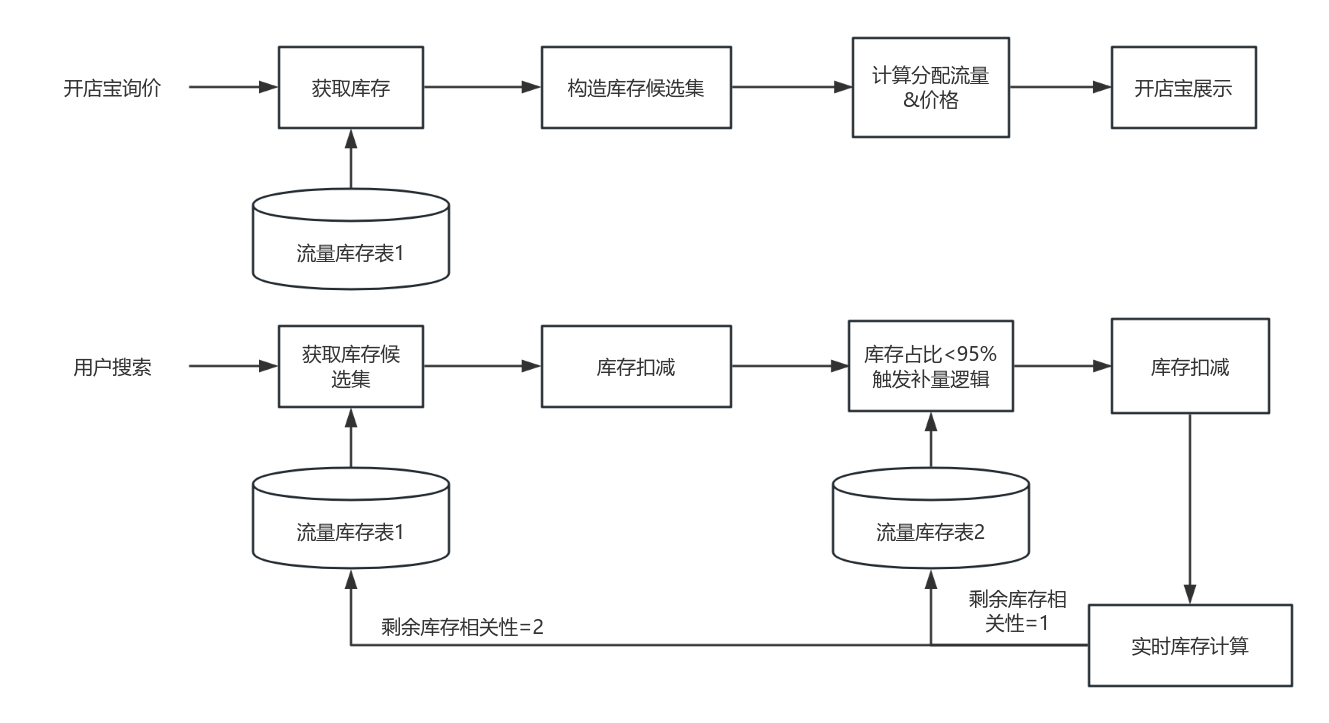 开店宝询价
获取库存
构造库存候选集
计算分配流量
&价格
开店宝展示
流量库存表1
用户搜索
获取库存候
选集
库存扣减
库存占比<95%
触发补量逻辑
库存扣减
流量库存表1
流量库存表2
剩余库存相关性=2
剩余库存相
关性=1
实时库存计算